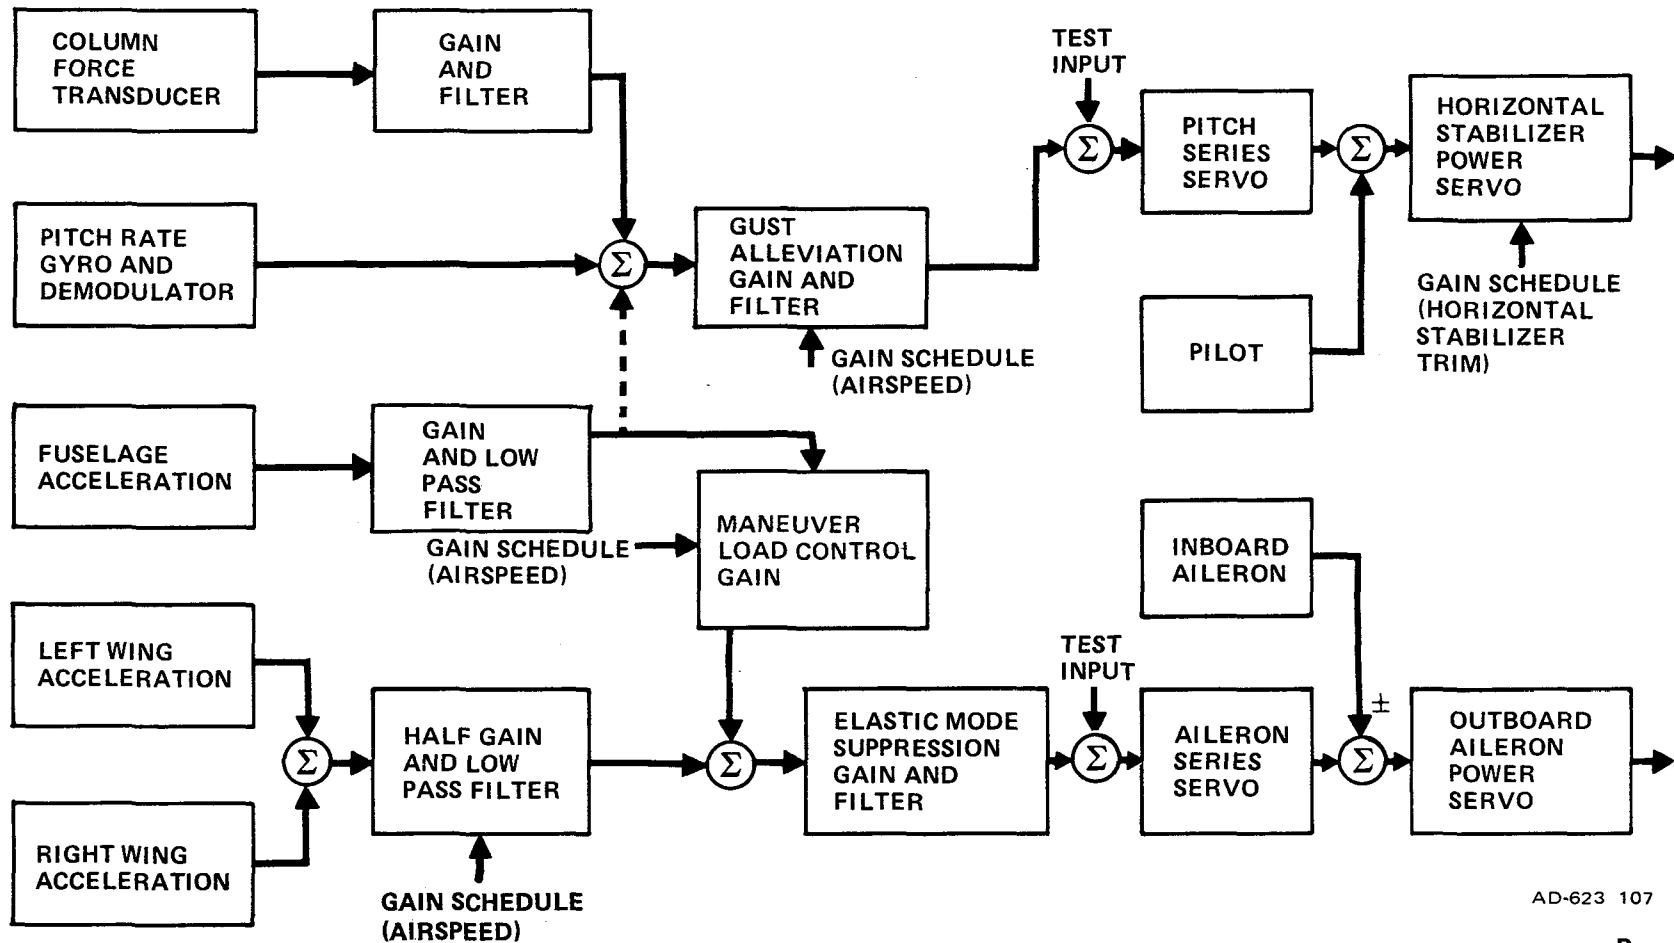 COLUMN
FORCE
TRANSDUCER
GAIN
AND
FILTER
TEST
INPUT
Σ
PITCH
SERIES
SERVO
Σ
HORIZONTAL
STABILIZER
POWER
SERVO
PITCH RATE
GYRO AND
DEMODULATOR
Σ
GUST
ALLEVIATION
GAIN AND
FILTER
GAIN SCHEDULE
(AIRSPEED)
PILOT
GAIN SCHEDULE
(HORIZONTAL
STABILIZER
TRIM)
FUSELAGE
ACCELERATION
GAIN
AND LOW
PASS
FILTER
GAIN SCHEDULE
(AIRSPEED)
MANEUVER
LOAD CONTROL
GAIN
INBOARD
AILERON
LEFT WING
ACCELERATION
Σ
RIGHT WING
ACCELERATION
HALF GAIN
AND LOW
PASS FILTER
GAIN SCHEDULE
(AIRSPEED)
Σ
ELASTIC MODE
SUPPRESSION
GAIN AND
FILTER
TEST
INPUT
Σ
AILERON
SERIES
SERVO
±
Σ
OUTBOARD
AILERON
POWER
SERVO
AD-623 107